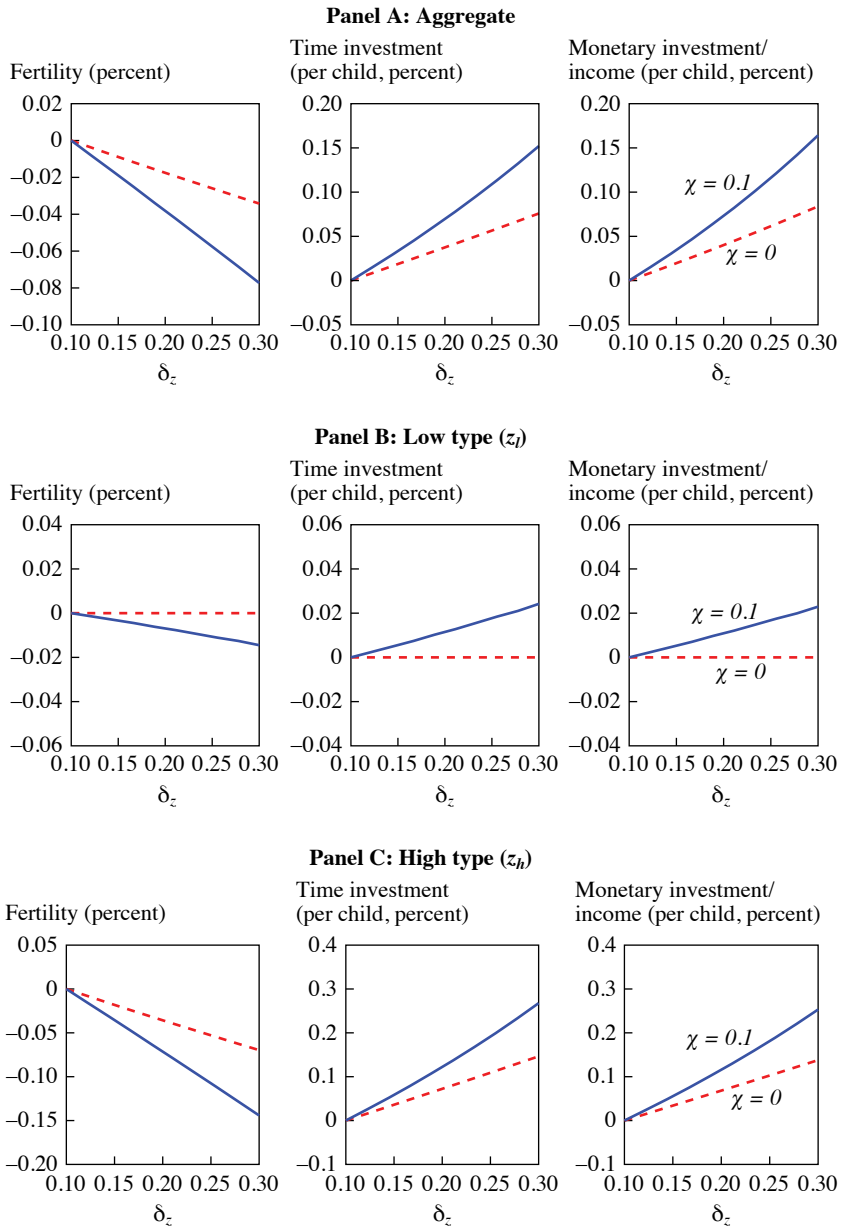 Panel A: Aggregate
Fertility (percent)
0.02
0
−0.02
−0.04
−0.06
−0.08
−0.10
0.10 0.15 0.20 0.25 0.30
δz
Time investment
(per child, percent)
0.20
0.15
0.10
0.05
0
−0.05
0.10 0.15 0.20 0.25 0.30
δz
Monetary investment/
income (per child, percent)
0.20
0.15
0.10
0.05
0
−0.05
χ = 0.1
χ = 0
0.10 0.15 0.20 0.25 0.30
δz
Panel B: Low type (zl)
Fertility (percent)
0.04
0.02
0
−0.02
−0.04
−0.06
0.10 0.15 0.20 0.25 0.30
δz
Time investment
(per child, percent)
0.06
0.04
0.02
0
−0.02
−0.04
0.10 0.15 0.20 0.25 0.30
δz
Monetary investment/
income (per child, percent)
0.06
0.04
0.02
0
−0.02
−0.04
χ = 0.1
χ = 0
0.10 0.15 0.20 0.25 0.30
δz
Panel C: High type (zh)
Fertility (percent)
0.05
0
−0.05
−0.10
−0.15
−0.20
0.10 0.15 0.20 0.25 0.30
δz
Time investment
(per child, percent)
0.4
0.3
0.2
0.1
0
−0.1
0.10 0.15 0.20 0.25 0.30
δz
Monetary investment/
income (per child, percent)
0.4
0.3
0.2
0.1
0
−0.1
χ = 0.1
χ = 0
0.10 0.15 0.20 0.25 0.30
δz